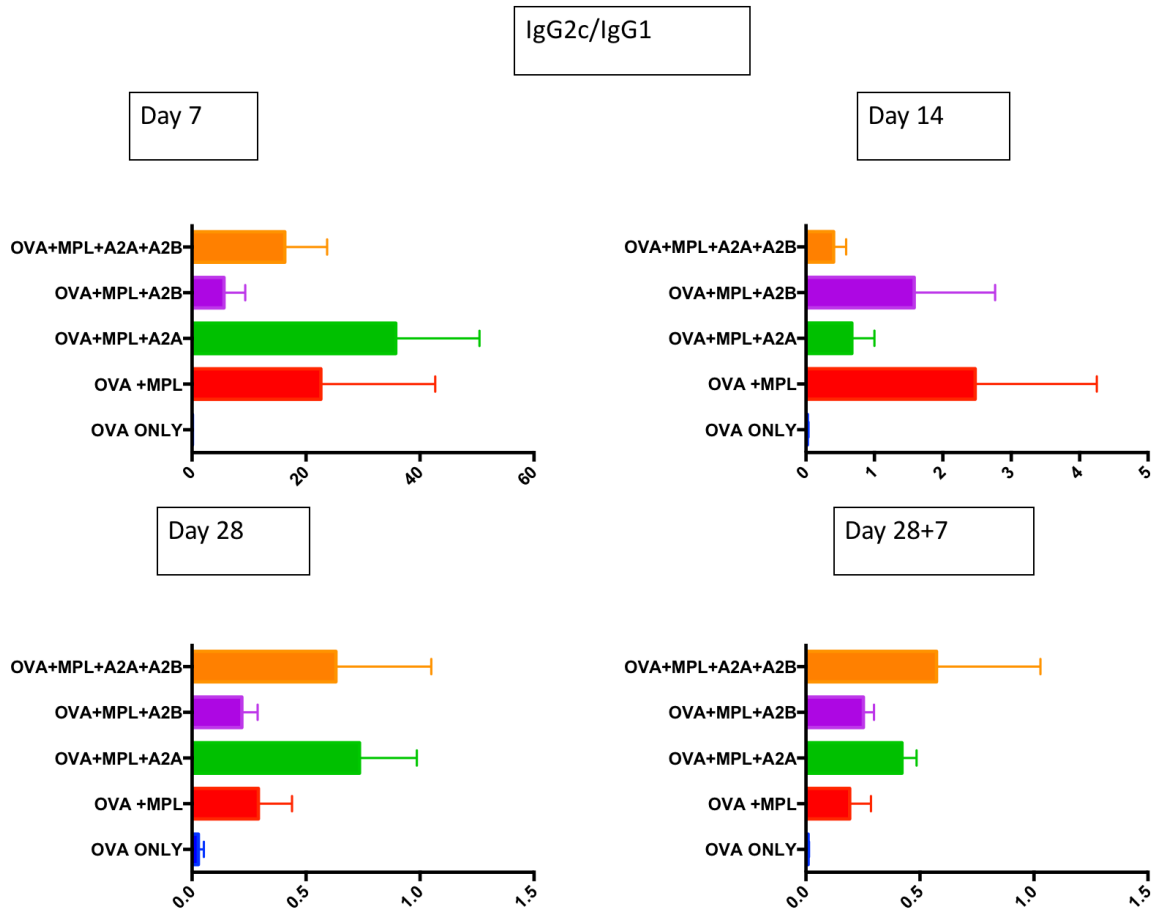 IgG2c/IgG1
Day 7
Day 14
OVA+MPL+A2A+A2B
OVA+MPL+A2B
OVA+MPL+A2A
OVA +MPL
OVA ONLY
0 20 40 60
OVA+MPL+A2A+A2B
OVA+MPL+A2B
OVA+MPL+A2A
OVA +MPL
OVA ONLY
0 1 2 3 4 5
Day 28
Day 28+7
OVA+MPL+A2A+A2B
OVA+MPL+A2B
OVA+MPL+A2A
OVA +MPL
OVA ONLY
0.0 0.5 1.0 1.5
OVA+MPL+A2A+A2B
OVA+MPL+A2B
OVA+MPL+A2A
OVA +MPL
OVA ONLY
0.0 0.5 1.0 1.5